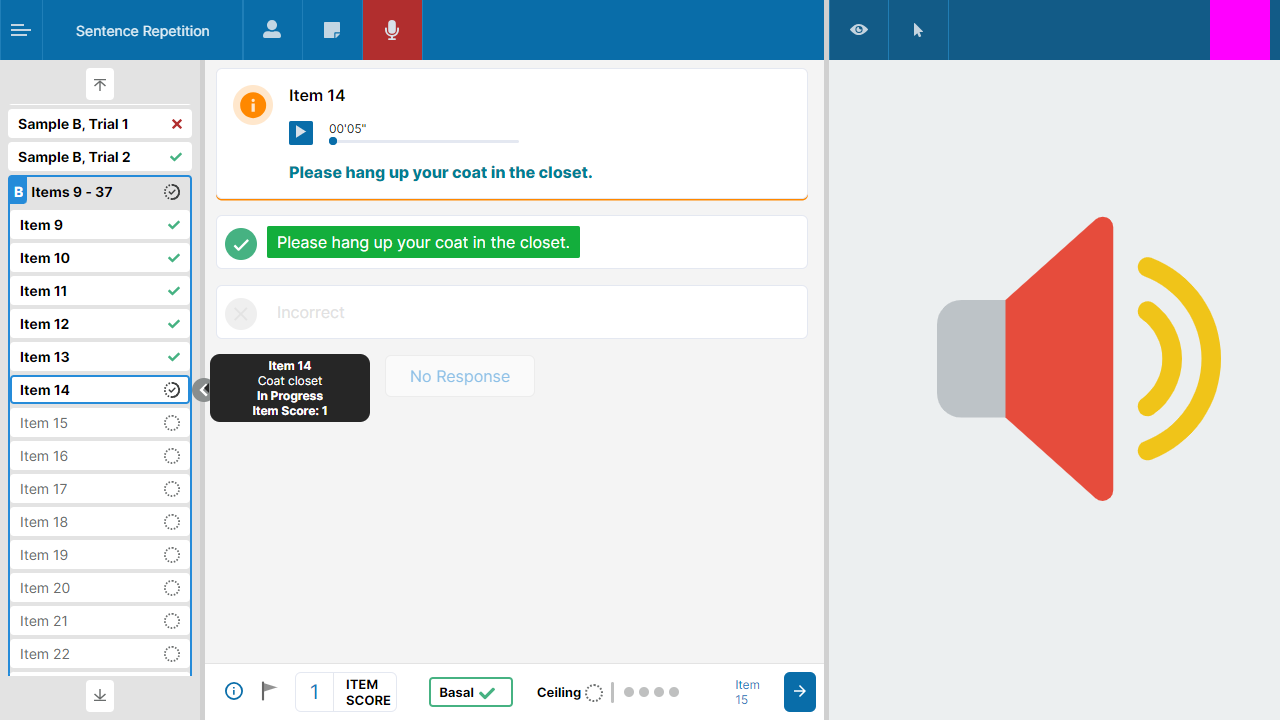 Sentence Repetition
Sample B, Trial 1
Sample B, Trial 2
B Items 9 - 37
Item 9
Item 10
Item 11
Item 12
Item 13
Item 14
Item 15
Item 16
Item 17
Item 18
Item 19
Item 20
Item 21
Item 22
Item 14
00'05"
Please hang up your coat in the closet.
Please hang up your coat in the closet.
Incorrect
Item 14
Coat closet
In Progress
Item Score: 1
No Response
1 ITEM
SCORE
Basal
Ceiling
Item
15